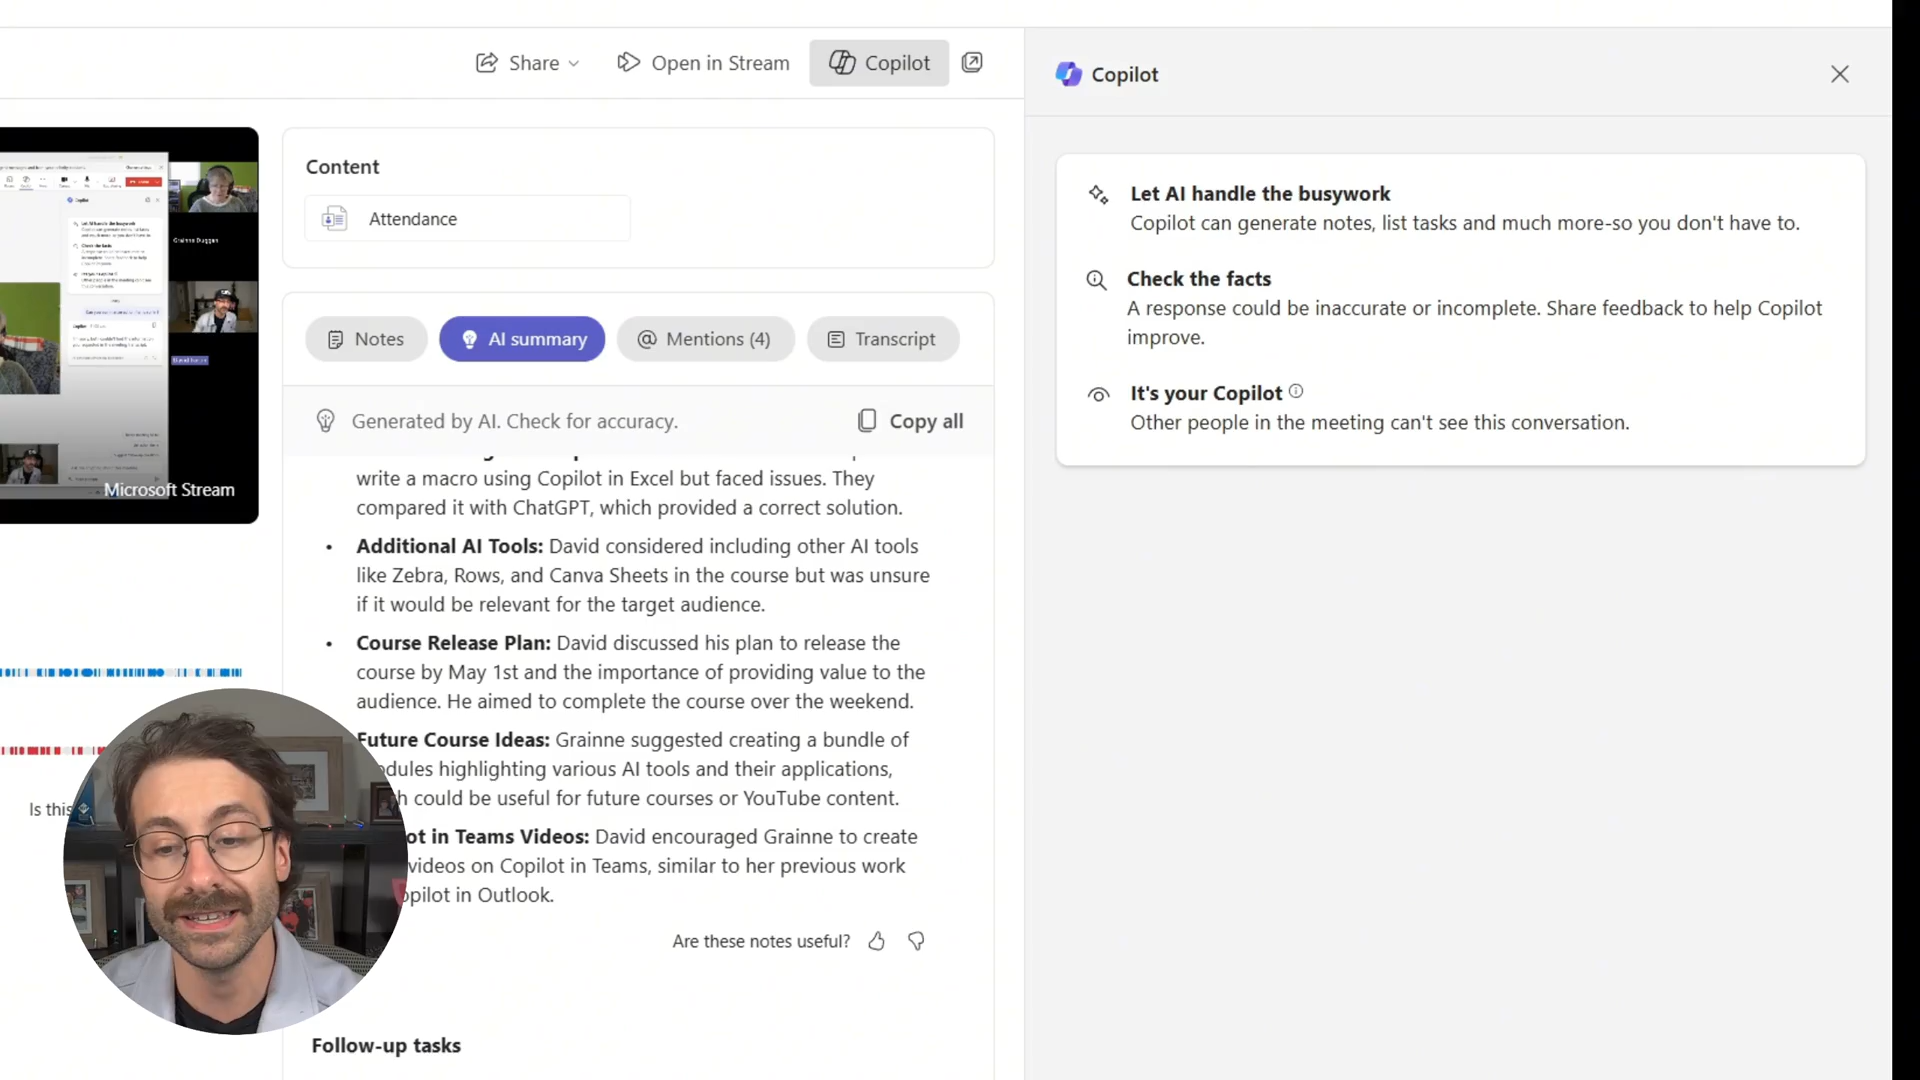 Share
Open in Stream
Copilot
Copilot
Content
Attendance
Grainne Duggan
Microsoft Stream
Notes
AI summary
Mentions (4)
Transcript
Generated by AI. Check for accuracy.
Copy all
write a macro using Copilot in Excel but faced issues. They
compared it with ChatGPT, which provided a correct solution.
• Additional AI Tools: David considered including other AI tools
like Zebra, Rows, and Canva Sheets in the course but was unsure
if it would be relevant for the target audience.
• Course Release Plan: David discussed his plan to release the
course by May 1st and the importance of providing value to the
audience. He aimed to complete the course over the weekend.
Future Course Ideas: Grainne suggested creating a bundle of
dules highlighting various AI tools and their applications,
h could be useful for future courses or YouTube content.
ot in Teams Videos: David encouraged Grainne to create
videos on Copilot in Teams, similar to her previous work
opilot in Outlook.
Are these notes useful?
Follow-up tasks
Is this
Let AI handle the busywork
Copilot can generate notes, list tasks and much more-so you don't have to.
Check the facts
A response could be inaccurate or incomplete. Share feedback to help Copilot
improve.
It's your Copilot
Other people in the meeting can't see this conversation.